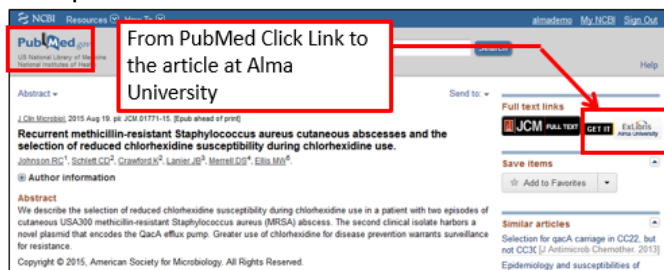 NCBI Resources How To
almademo My NCBI Sign Out
PubMed.gov
US National Library of Medicine
National Institutes of Health
From PubMed Click Link to
the article at Alma
University
Search
Help
Abstract
Send to:
J Clin Microbiol. 2015 Aug 19. pii: JCM.01771-15. [Epub ahead of print]
Recurrent methicillin-resistant Staphylococcus aureus cutaneous abscesses and the
selection of reduced chlorhexidine susceptibility during chlorhexidine use.
Johnson RC1, Schlett CD2, Crawford K2, Lanier JB3, Merrell DS4, Ellis MW5.
Author information
Abstract
We describe the selection of reduced chlorhexidine susceptibility during chlorhexidine use in a patient with two episodes of
cutaneous USA300 methicillin-resistant Staphylococcus aureus (MRSA) abscess. The second clinical isolate harbors a
novel plasmid that encodes the QacA efflux pump. Greater use of chlorhexidine for disease prevention warrants surveillance
for resistance.
Copyright © 2015, American Society for Microbiology. All Rights Reserved.
Full text links
JCM FULL TEXT
GET IT
ExLibris
Alma University
Save items
Add to Favorites
Similar articles
Selection for qacA carriage in CC22, but
not CC30 [J Antimicrob Chemother. 2013]
Epidemiology and susceptibilities of